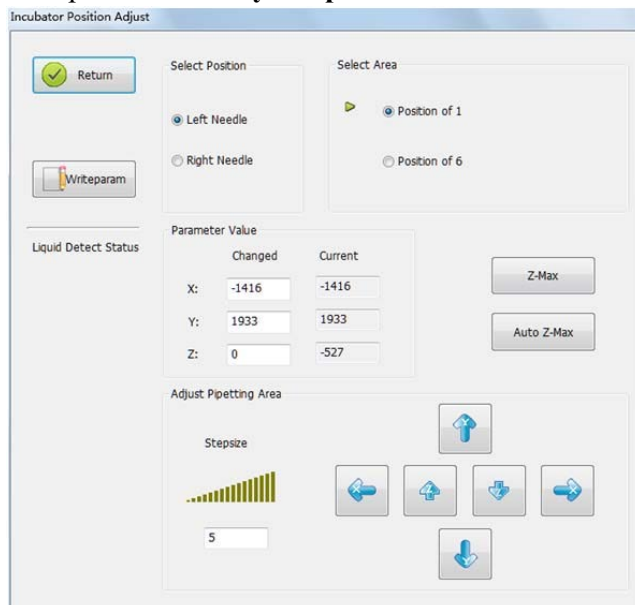 Incubator Position Adjust
Return
Writeparam
Liquid Detect Status
Select Position
Left Needle
Right Needle
Select Area
Position of 1
Position of 6
Parameter Value
Changed Current
X: -1416 -1416
Y: 1933 1933
Z: 0 -527
Z-Max
Auto Z-Max
Adjust Pipetting Area
Stepsize
5
Y
X Z Z X
Y